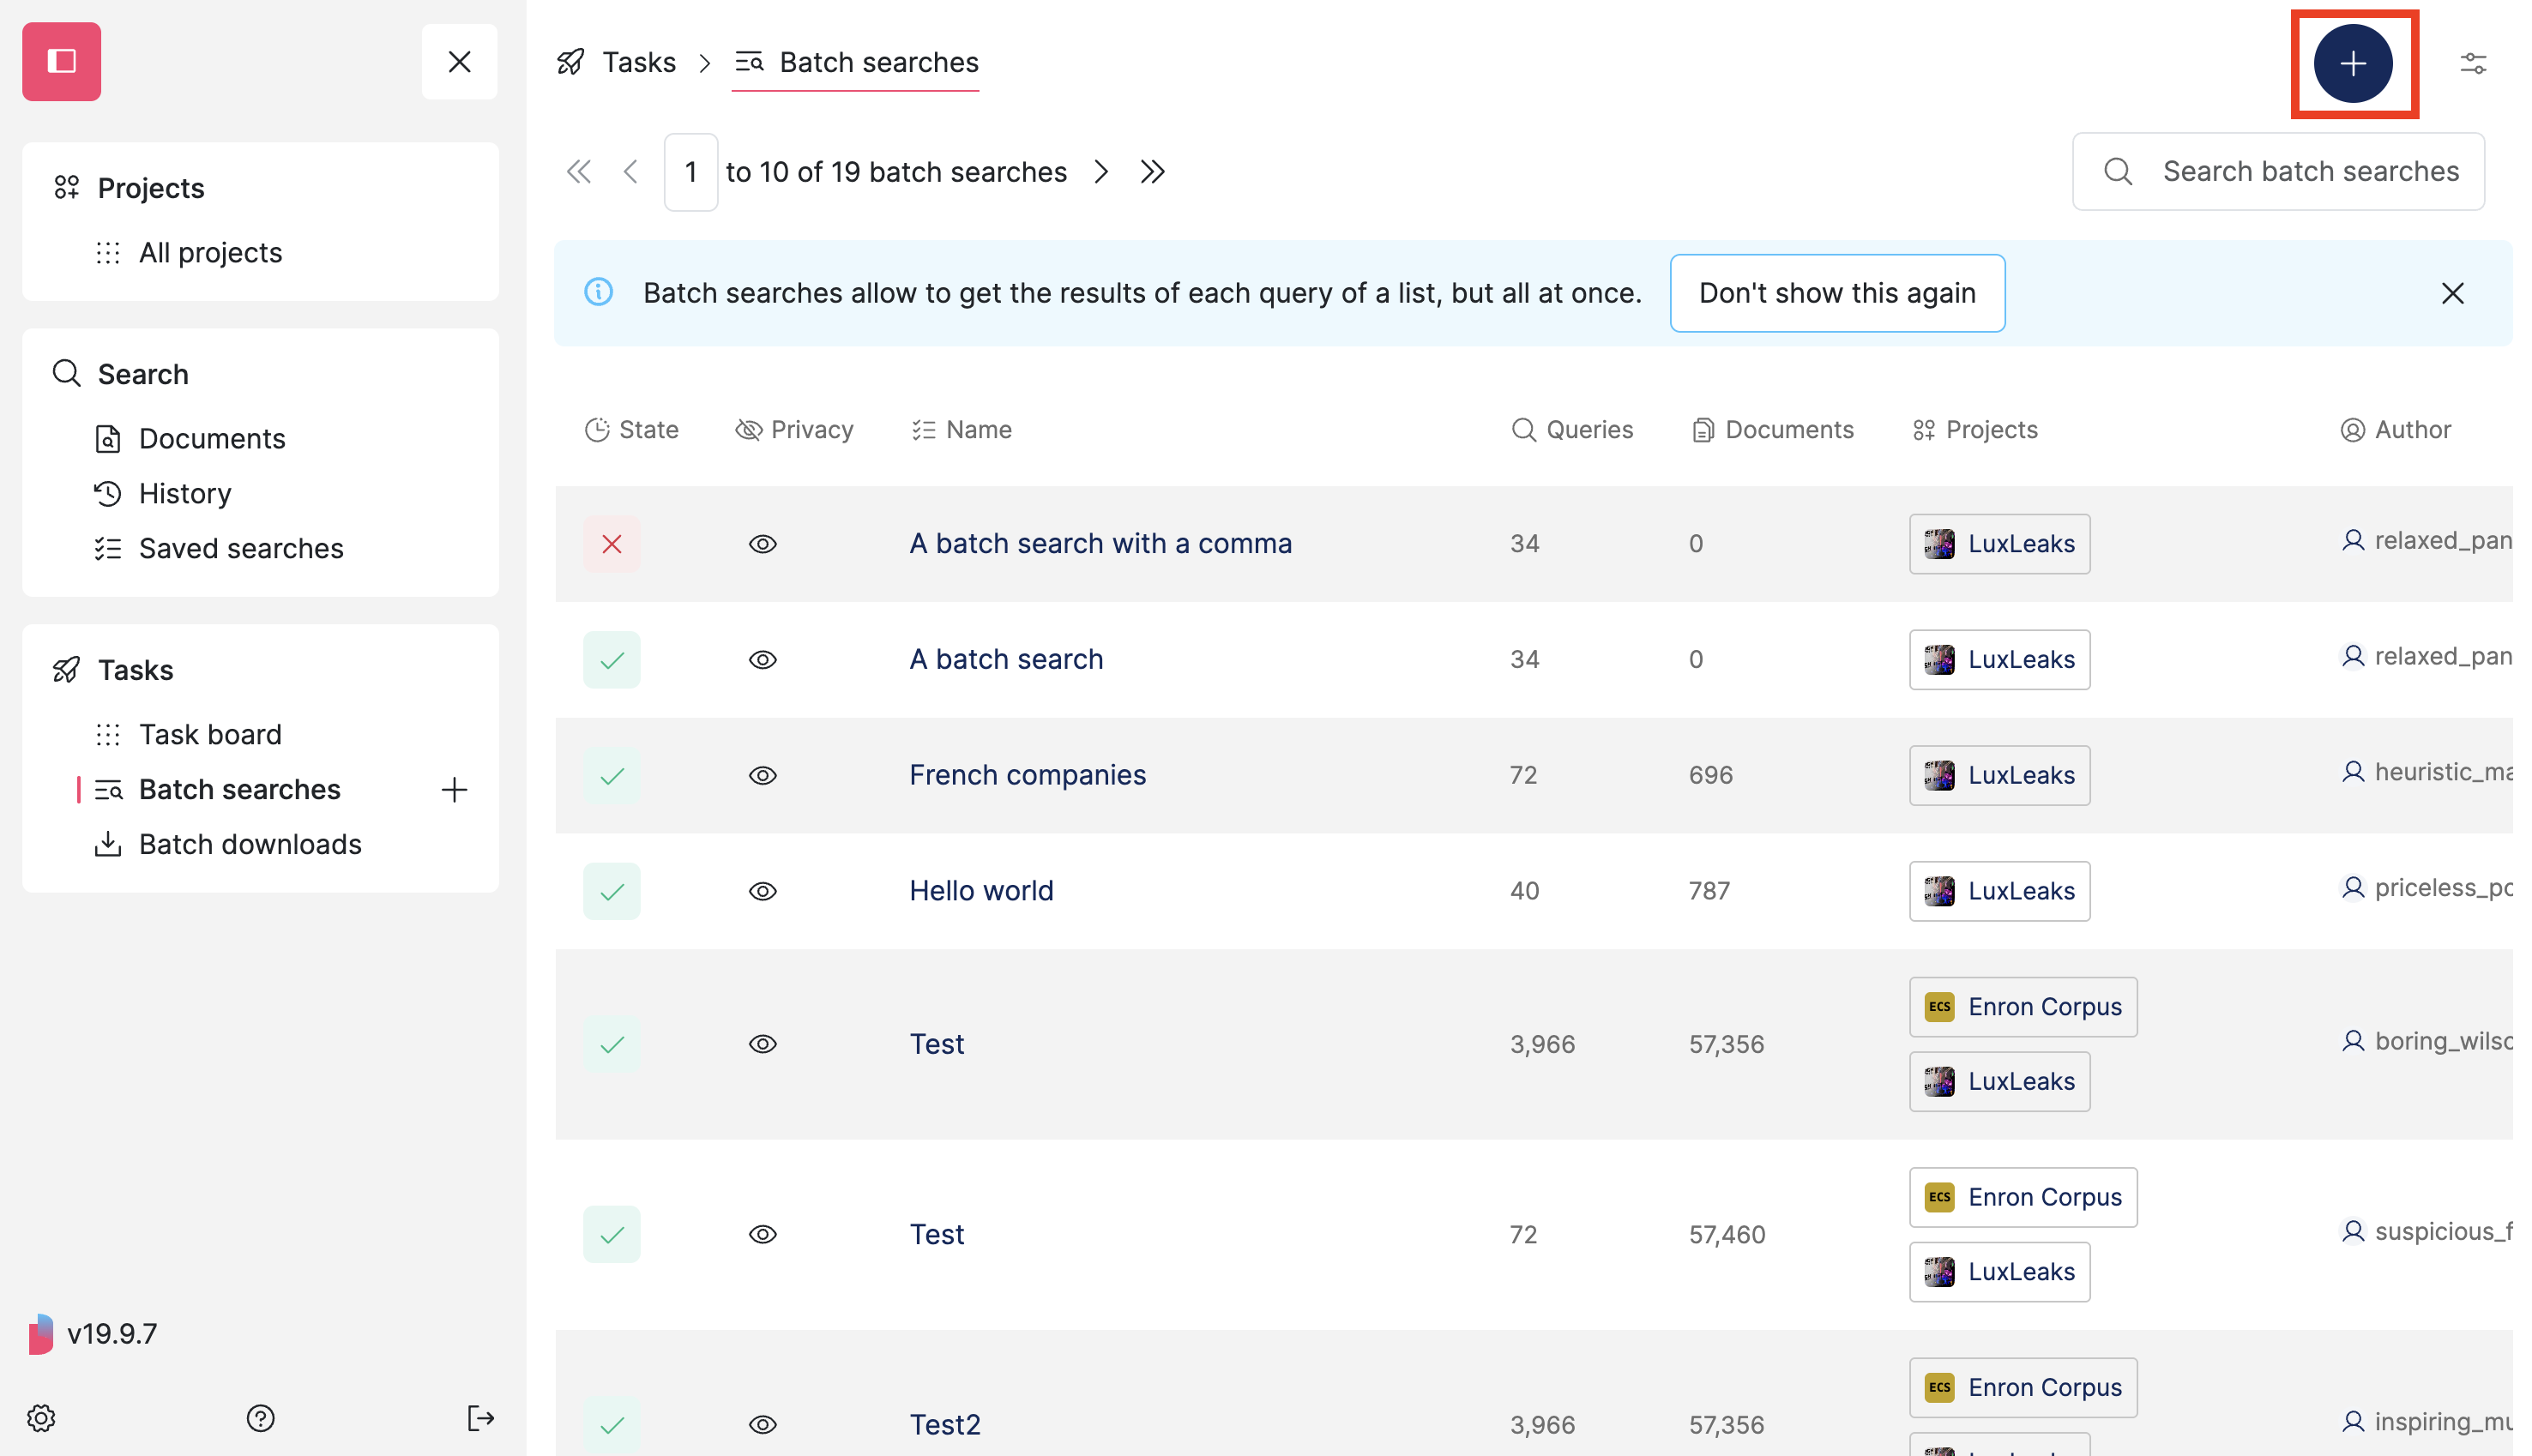 Tasks > Batch searches
1 to 10 of 19 batch searches
Search batch searches
Batch searches allow to get the results of each query of a list, but all at once.
Don't show this again
Projects
All projects
Search
Documents
History
Saved searches
Tasks
Task board
Batch searches
Batch downloads
v19.9.7
State Privacy Name Queries Documents Projects Author
A batch search with a comma 34 0 LuxLeaks relaxed_pan
A batch search 34 0 LuxLeaks relaxed_pan
French companies 72 696 LuxLeaks heuristic_ma
Hello world 40 787 LuxLeaks priceless_po
ECS Enron Corpus
Test 3,966 57,356 boring_wilso
LuxLeaks
ECS Enron Corpus
Test 72 57,460 suspicious_f
LuxLeaks
ECS Enron Corpus
Test2 3,966 57,356 inspiring_mu